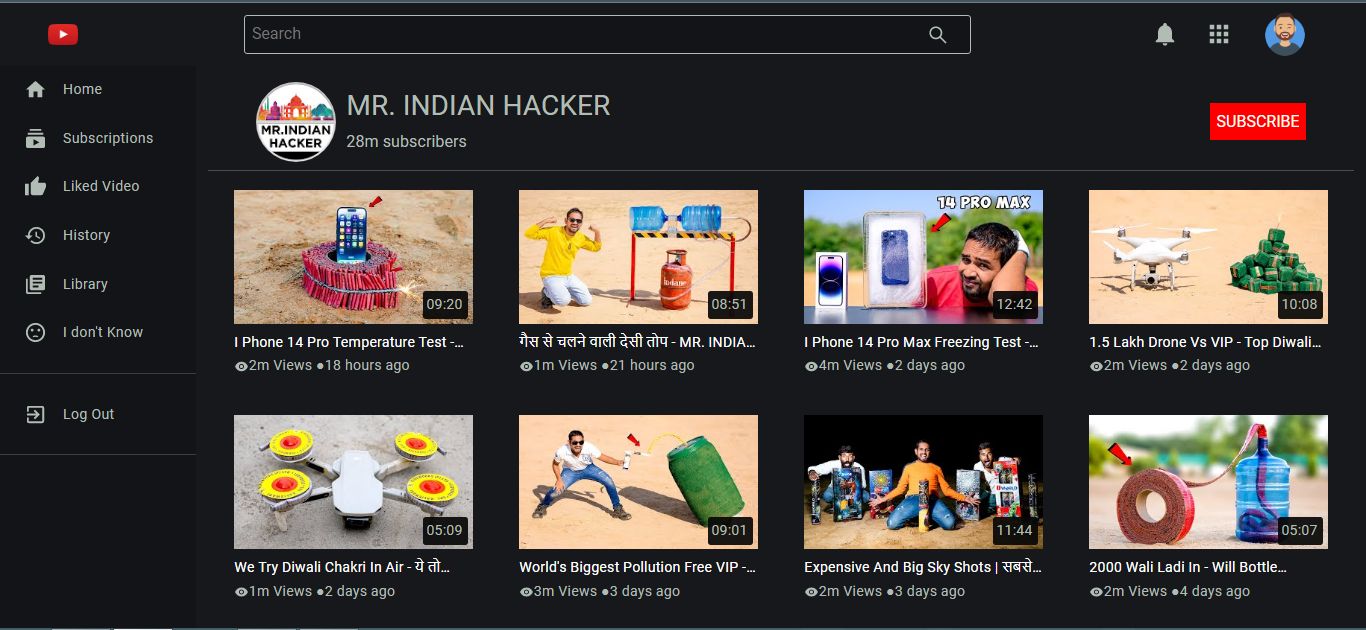 Search
Home
Subscriptions
Liked Video
History
Library
I don't Know
Log Out
MR.INDIAN
HACKER
MR. INDIAN HACKER
28m subscribers
SUBSCRIBE
09:20
I Phone 14 Pro Temperature Test -...
2m Views ●18 hours ago
Indane
08:51
गैस से चलने वाली देसी तोप - MR. INDIA...
1m Views ●21 hours ago
14 PRO MAX
12:42
I Phone 14 Pro Max Freezing Test -...
4m Views ●2 days ago
10:08
1.5 Lakh Drone Vs VIP - Top Diwali...
2m Views ●2 days ago
05:09
We Try Diwali Chakri In Air - ये तो...
1m Views ●2 days ago
09:01
World's Biggest Pollution Free VIP -...
3m Views ●3 days ago
11:44
Expensive And Big Sky Shots | सबसे...
2m Views ●3 days ago
05:07
2000 Wali Ladi In - Will Bottle...
2m Views ●4 days ago